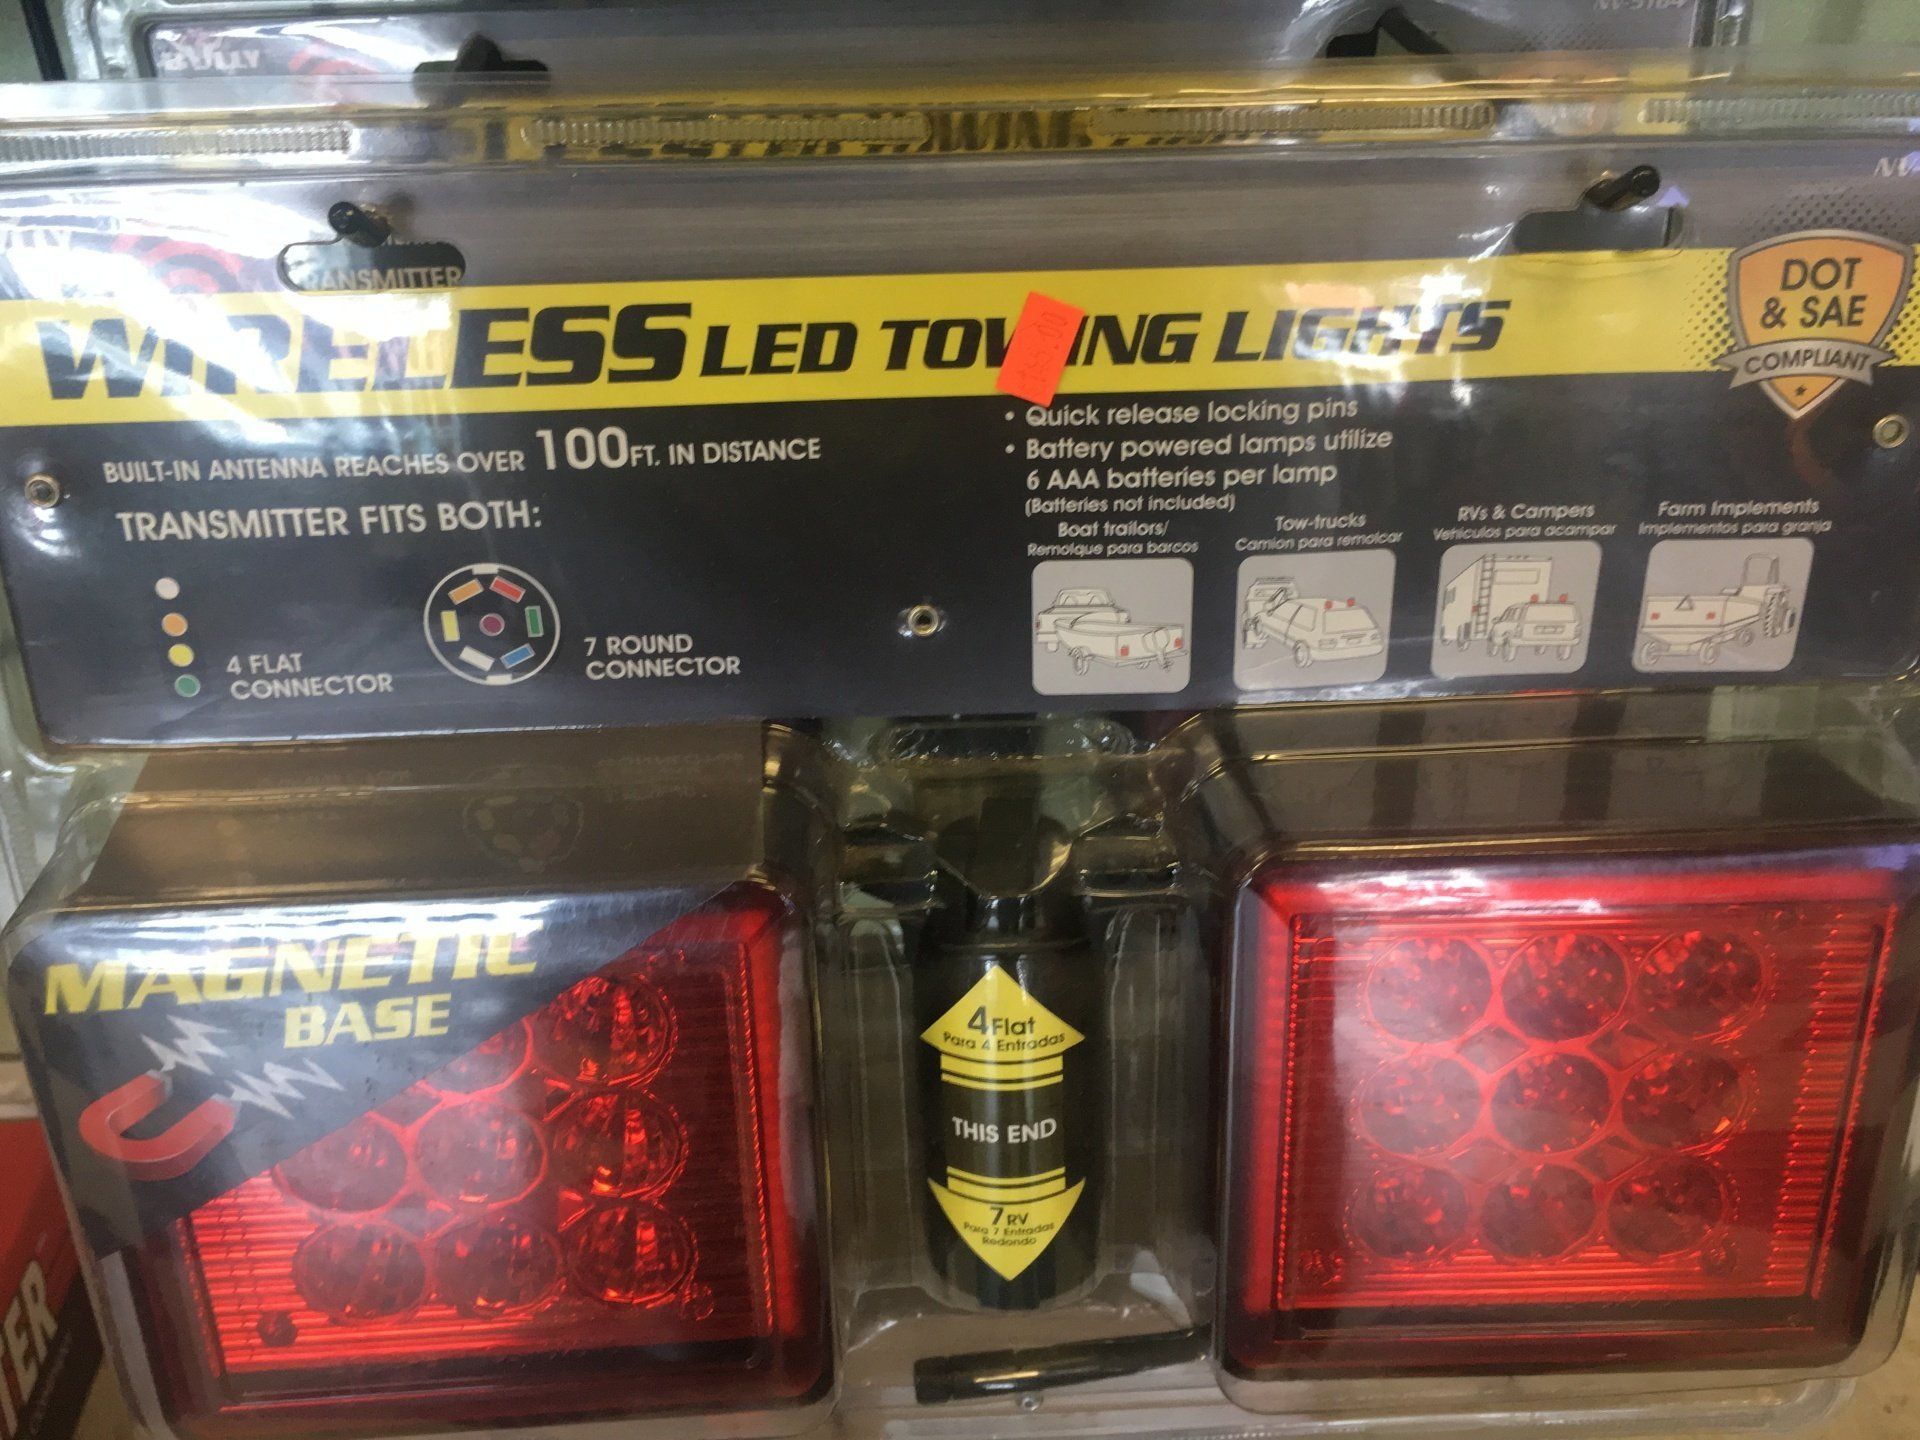 TRANSMITTER
WIRELESS LED TOWING LIGHTS
DOT
& SAE
COMPLIANT
BUILT-IN ANTENNA REACHES OVER 100FT. IN DISTANCE
TRANSMITTER FITS BOTH:
4 FLAT
CONNECTOR
7 ROUND
CONNECTOR
• Quick release locking pins
• Battery powered lamps utilize
6 AAA batteries per lamp
(Batteries not included)
Boat trailors/
Remolque para barcos
Tow-trucks
Camion para remolcar
RVs & Campers
Vehiculos para acampar
Farm Implements
Implementos para granja
MAGNETIC
BASE
4 Flat
Para 4 Entradas
THIS END
7 RV
Para 7 Entradas
Redondo